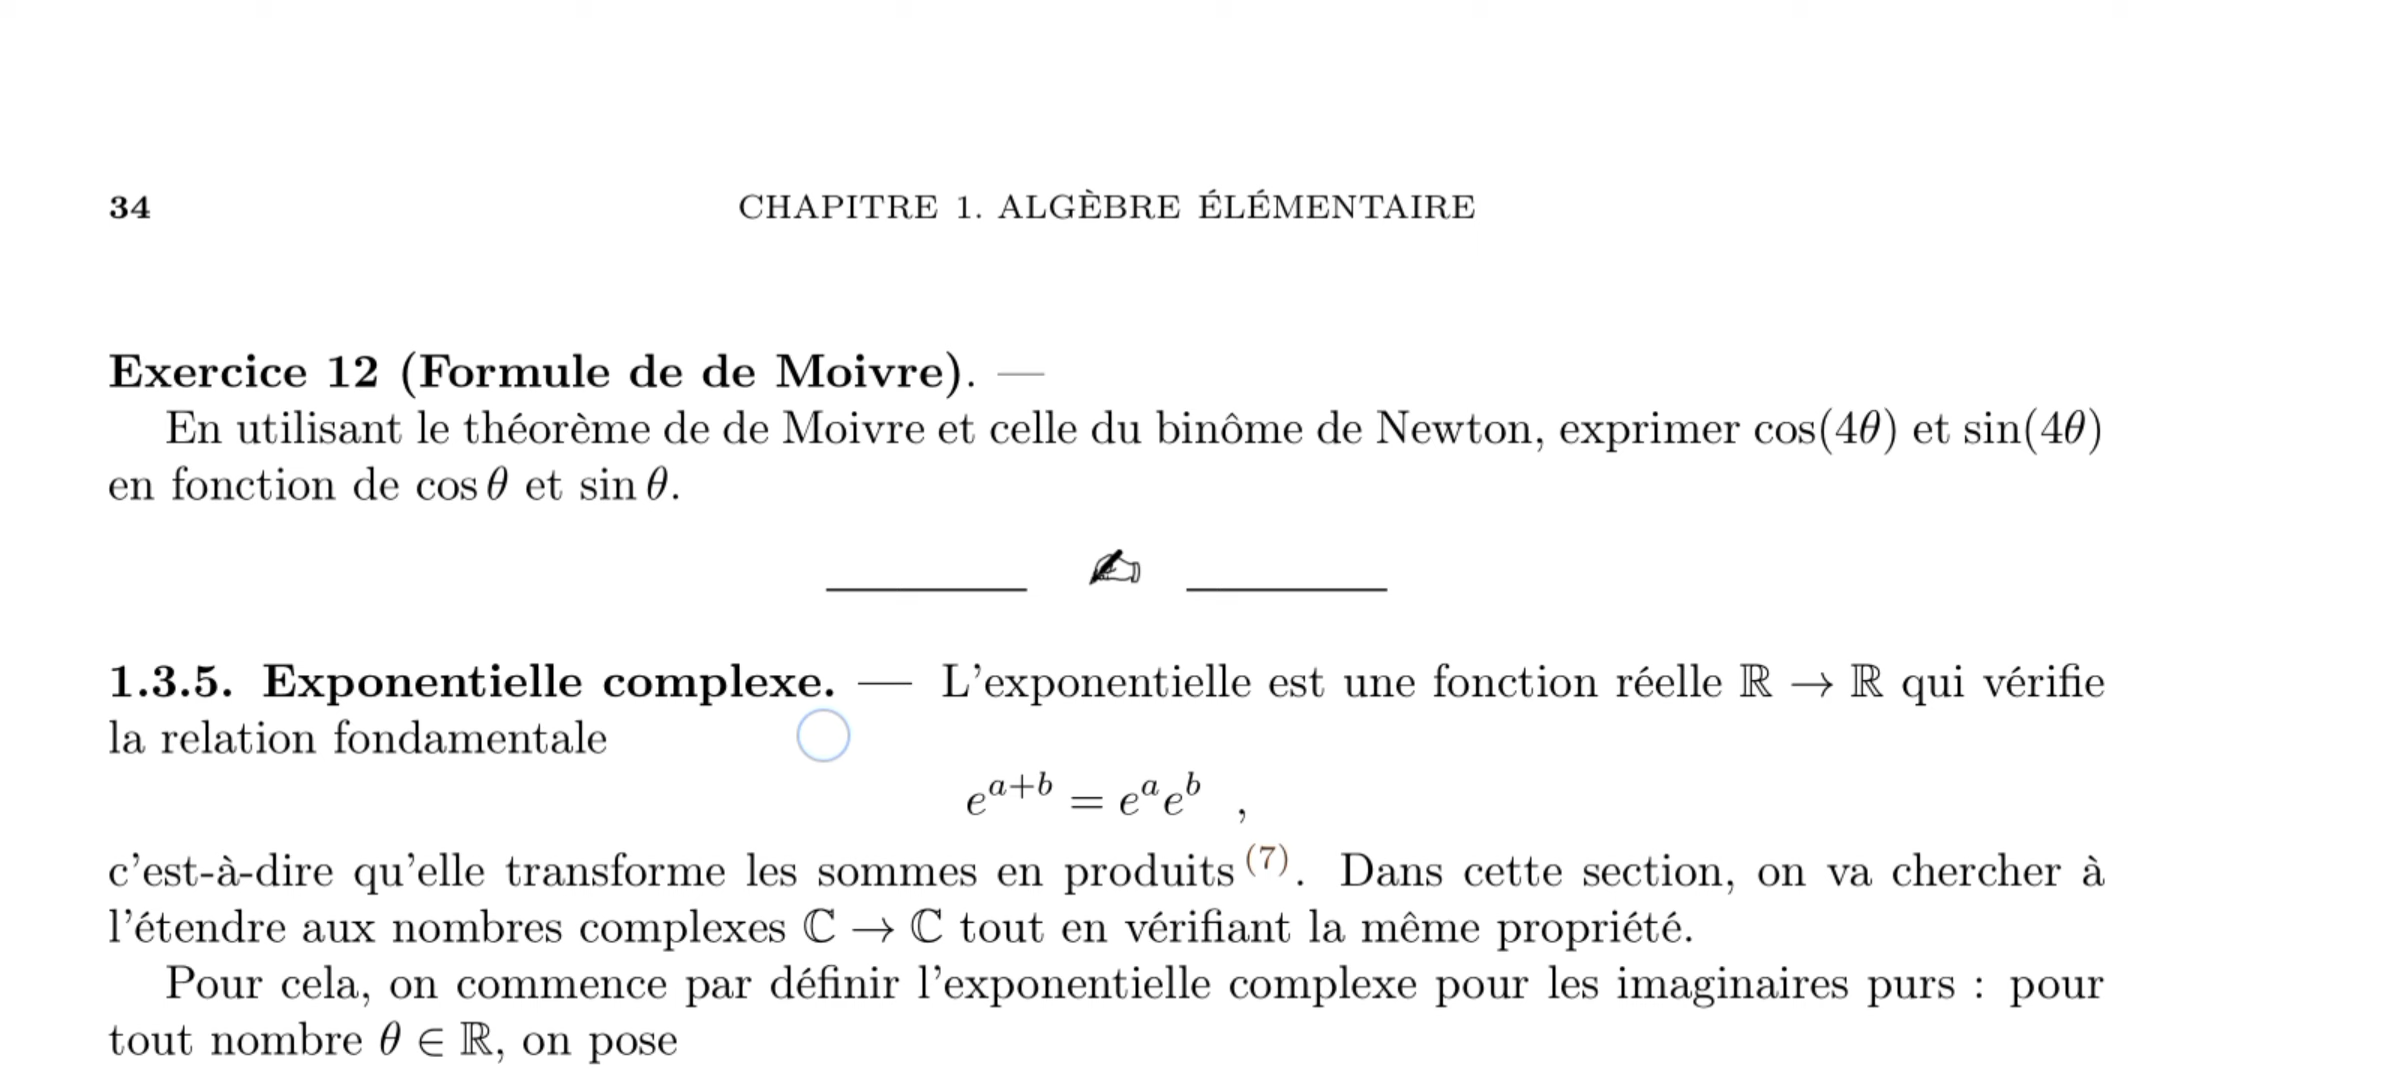 34
CHAPITRE 1. ALGÈBRE ÉLÉMENTAIRE
Exercice 12 (Formule de de Moivre). —
En utilisant le théorème de de Moivre et celle du binôme de Newton, exprimer cos(4θ) et sin(4θ)
en fonction de cos θ et sin θ.
1.3.5. Exponentielle complexe. — L'exponentielle est une fonction réelle ℝ → ℝ qui vérifie
la relation fondamentale
e^{a+b} = e^a e^b ,
c'est-à-dire qu'elle transforme les sommes en produits (7). Dans cette section, on va chercher à
l'étendre aux nombres complexes ℂ → ℂ tout en vérifiant la même propriété.
Pour cela, on commence par définir l'exponentielle complexe pour les imaginaires purs : pour
tout nombre θ ∈ ℝ, on pose